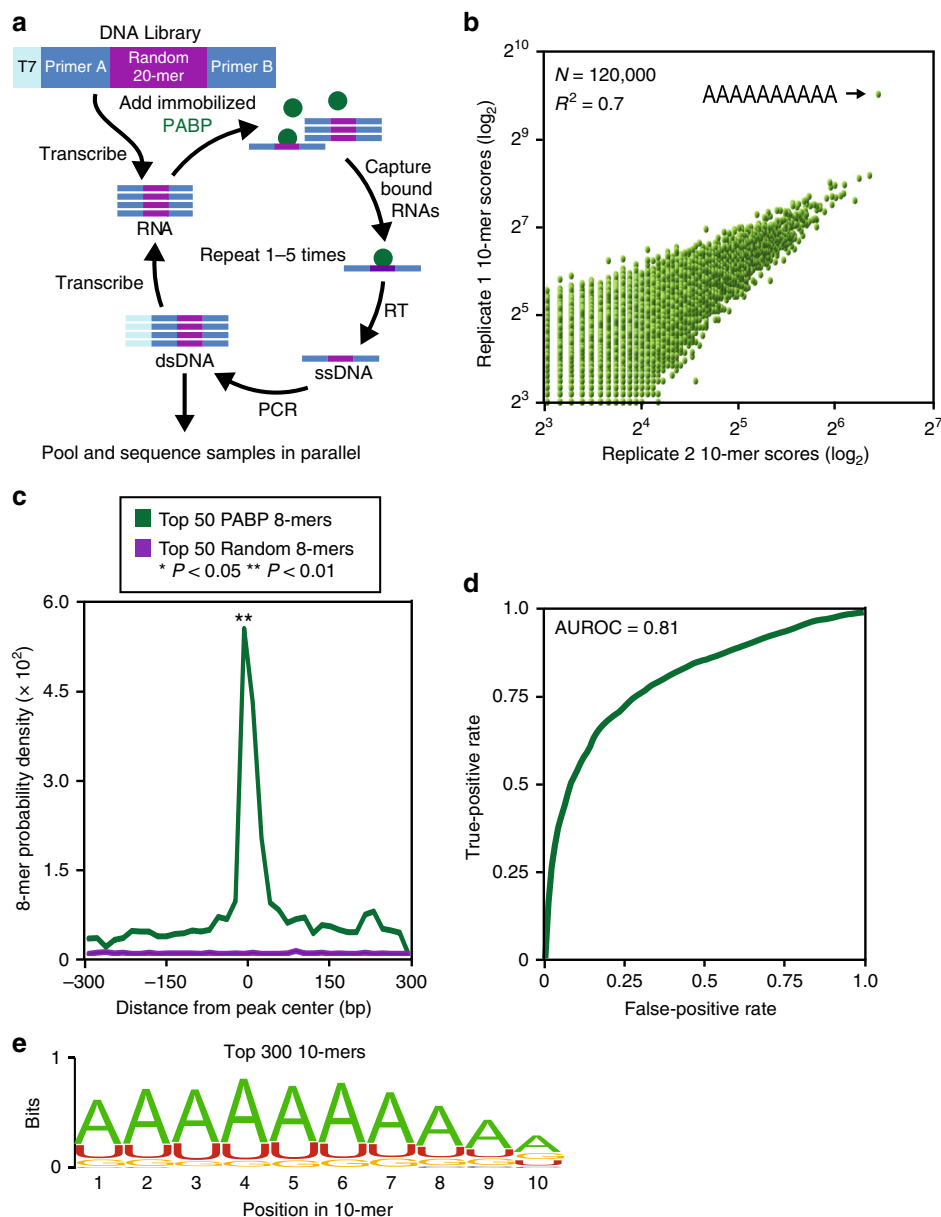 a
DNA Library
T7 Primer A Random 20-mer Primer B
Add immobilized
PABP
Transcribe
Capture
bound
RNAs
RNA
Repeat 1–5 times
Transcribe
RT
dsDNA
ssDNA
PCR
Pool and sequence samples in parallel
b
2^10
2^9
2^7
2^5
2^3
Replicate 1 10-mer scores (log₂)
N = 120,000
R² = 0.7
AAAAAAAAAA
2^3 2^4 2^5 2^6 2^7
Replicate 2 10-mer scores (log₂)
c
Top 50 PABP 8-mers
Top 50 Random 8-mers
* P < 0.05 ** P < 0.01
6.0
4.5
3.0
1.5
0
8-mer probability density (× 10²)
**
–300 –150 0 150 300
Distance from peak center (bp)
d
1.0
0.75
0.5
0.25
0
True-positive rate
AUROC = 0.81
0 0.25 0.5 0.75 1.0
False-positive rate
e
Top 300 10-mers
1
0
Bits
A A A A A A A A A A
U U U U U U U U U G
G G G G G G G G G U
1 2 3 4 5 6 7 8 9 10
Position in 10-mer